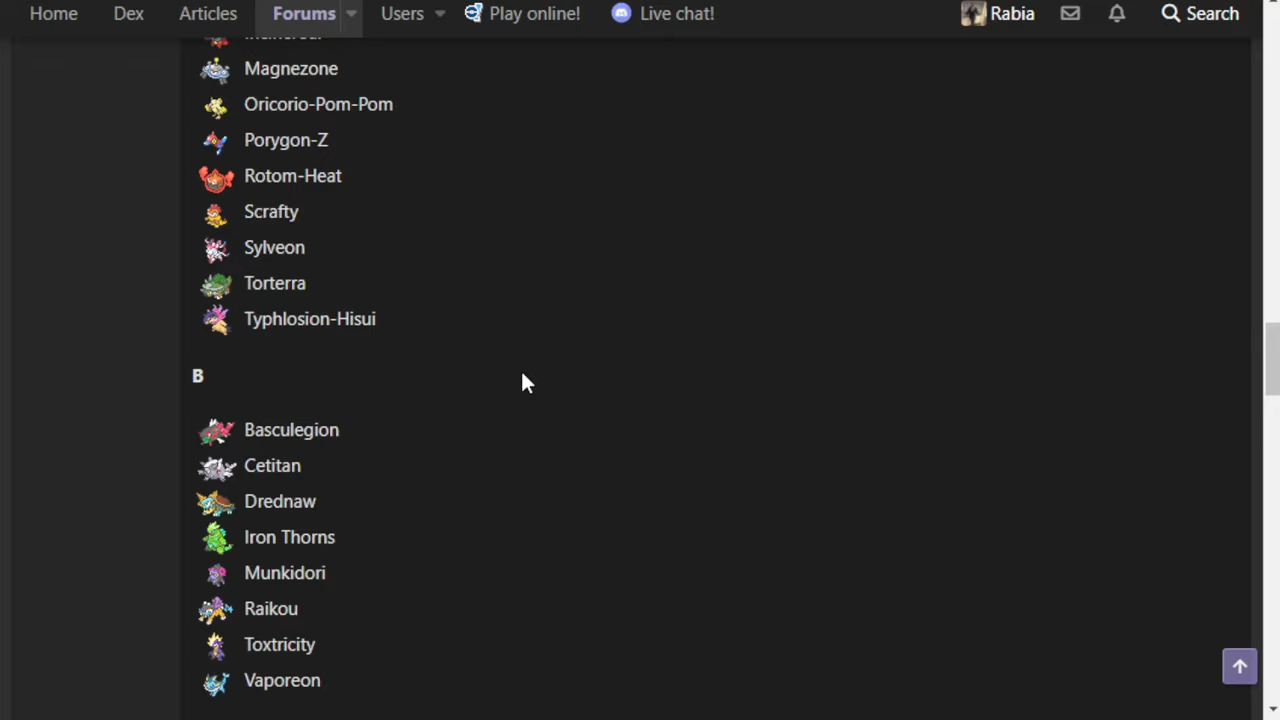 Home Dex Articles Forums Users Play online! Live chat! Rabia Search
Magnezone
Oricorio-Pom-Pom
Porygon-Z
Rotom-Heat
Scrafty
Sylveon
Torterra
Typhlosion-Hisui
B
Basculegion
Cetitan
Drednaw
Iron Thorns
Munkidori
Raikou
Toxtricity
Vaporeon